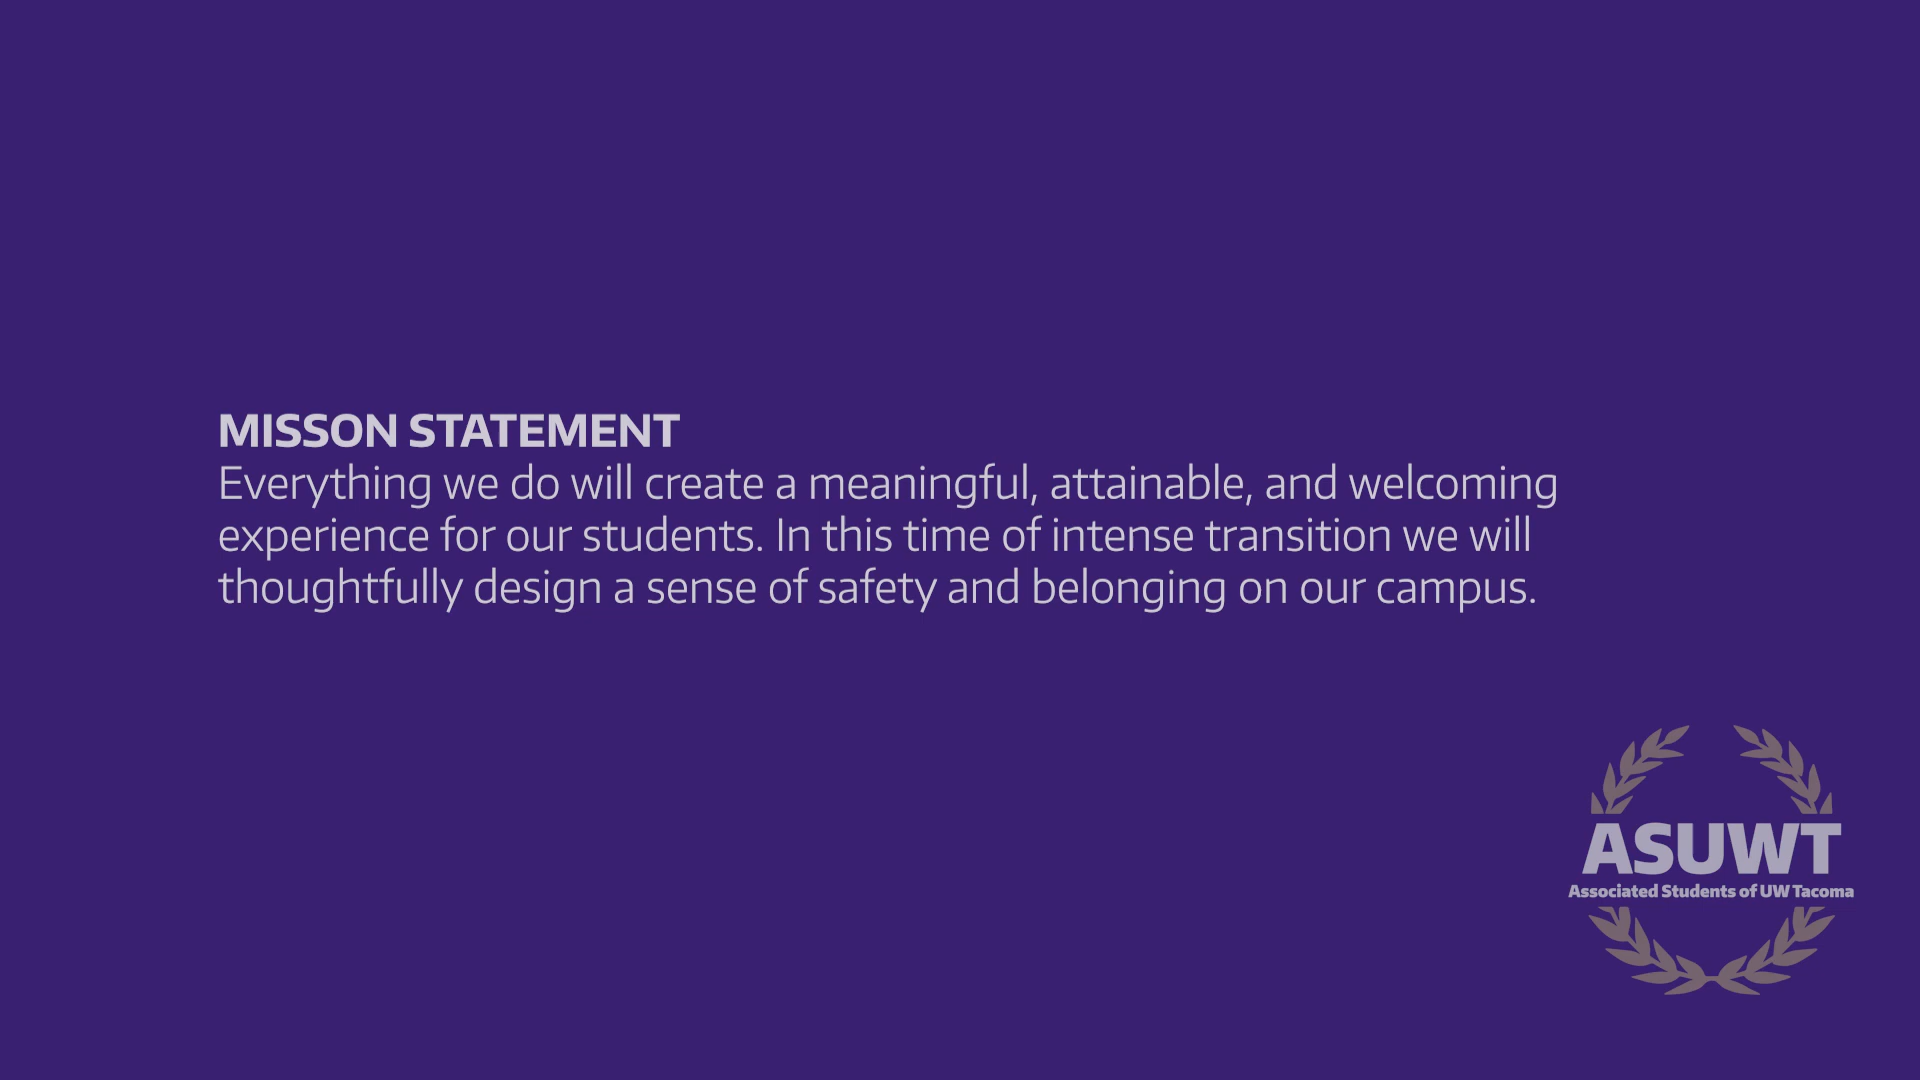 MISSON STATEMENT
Everything we do will create a meaningful, attainable, and welcoming
experience for our students. In this time of intense transition we will
thoughtfully design a sense of safety and belonging on our campus.
ASUWT
Associated Students of UW Tacoma